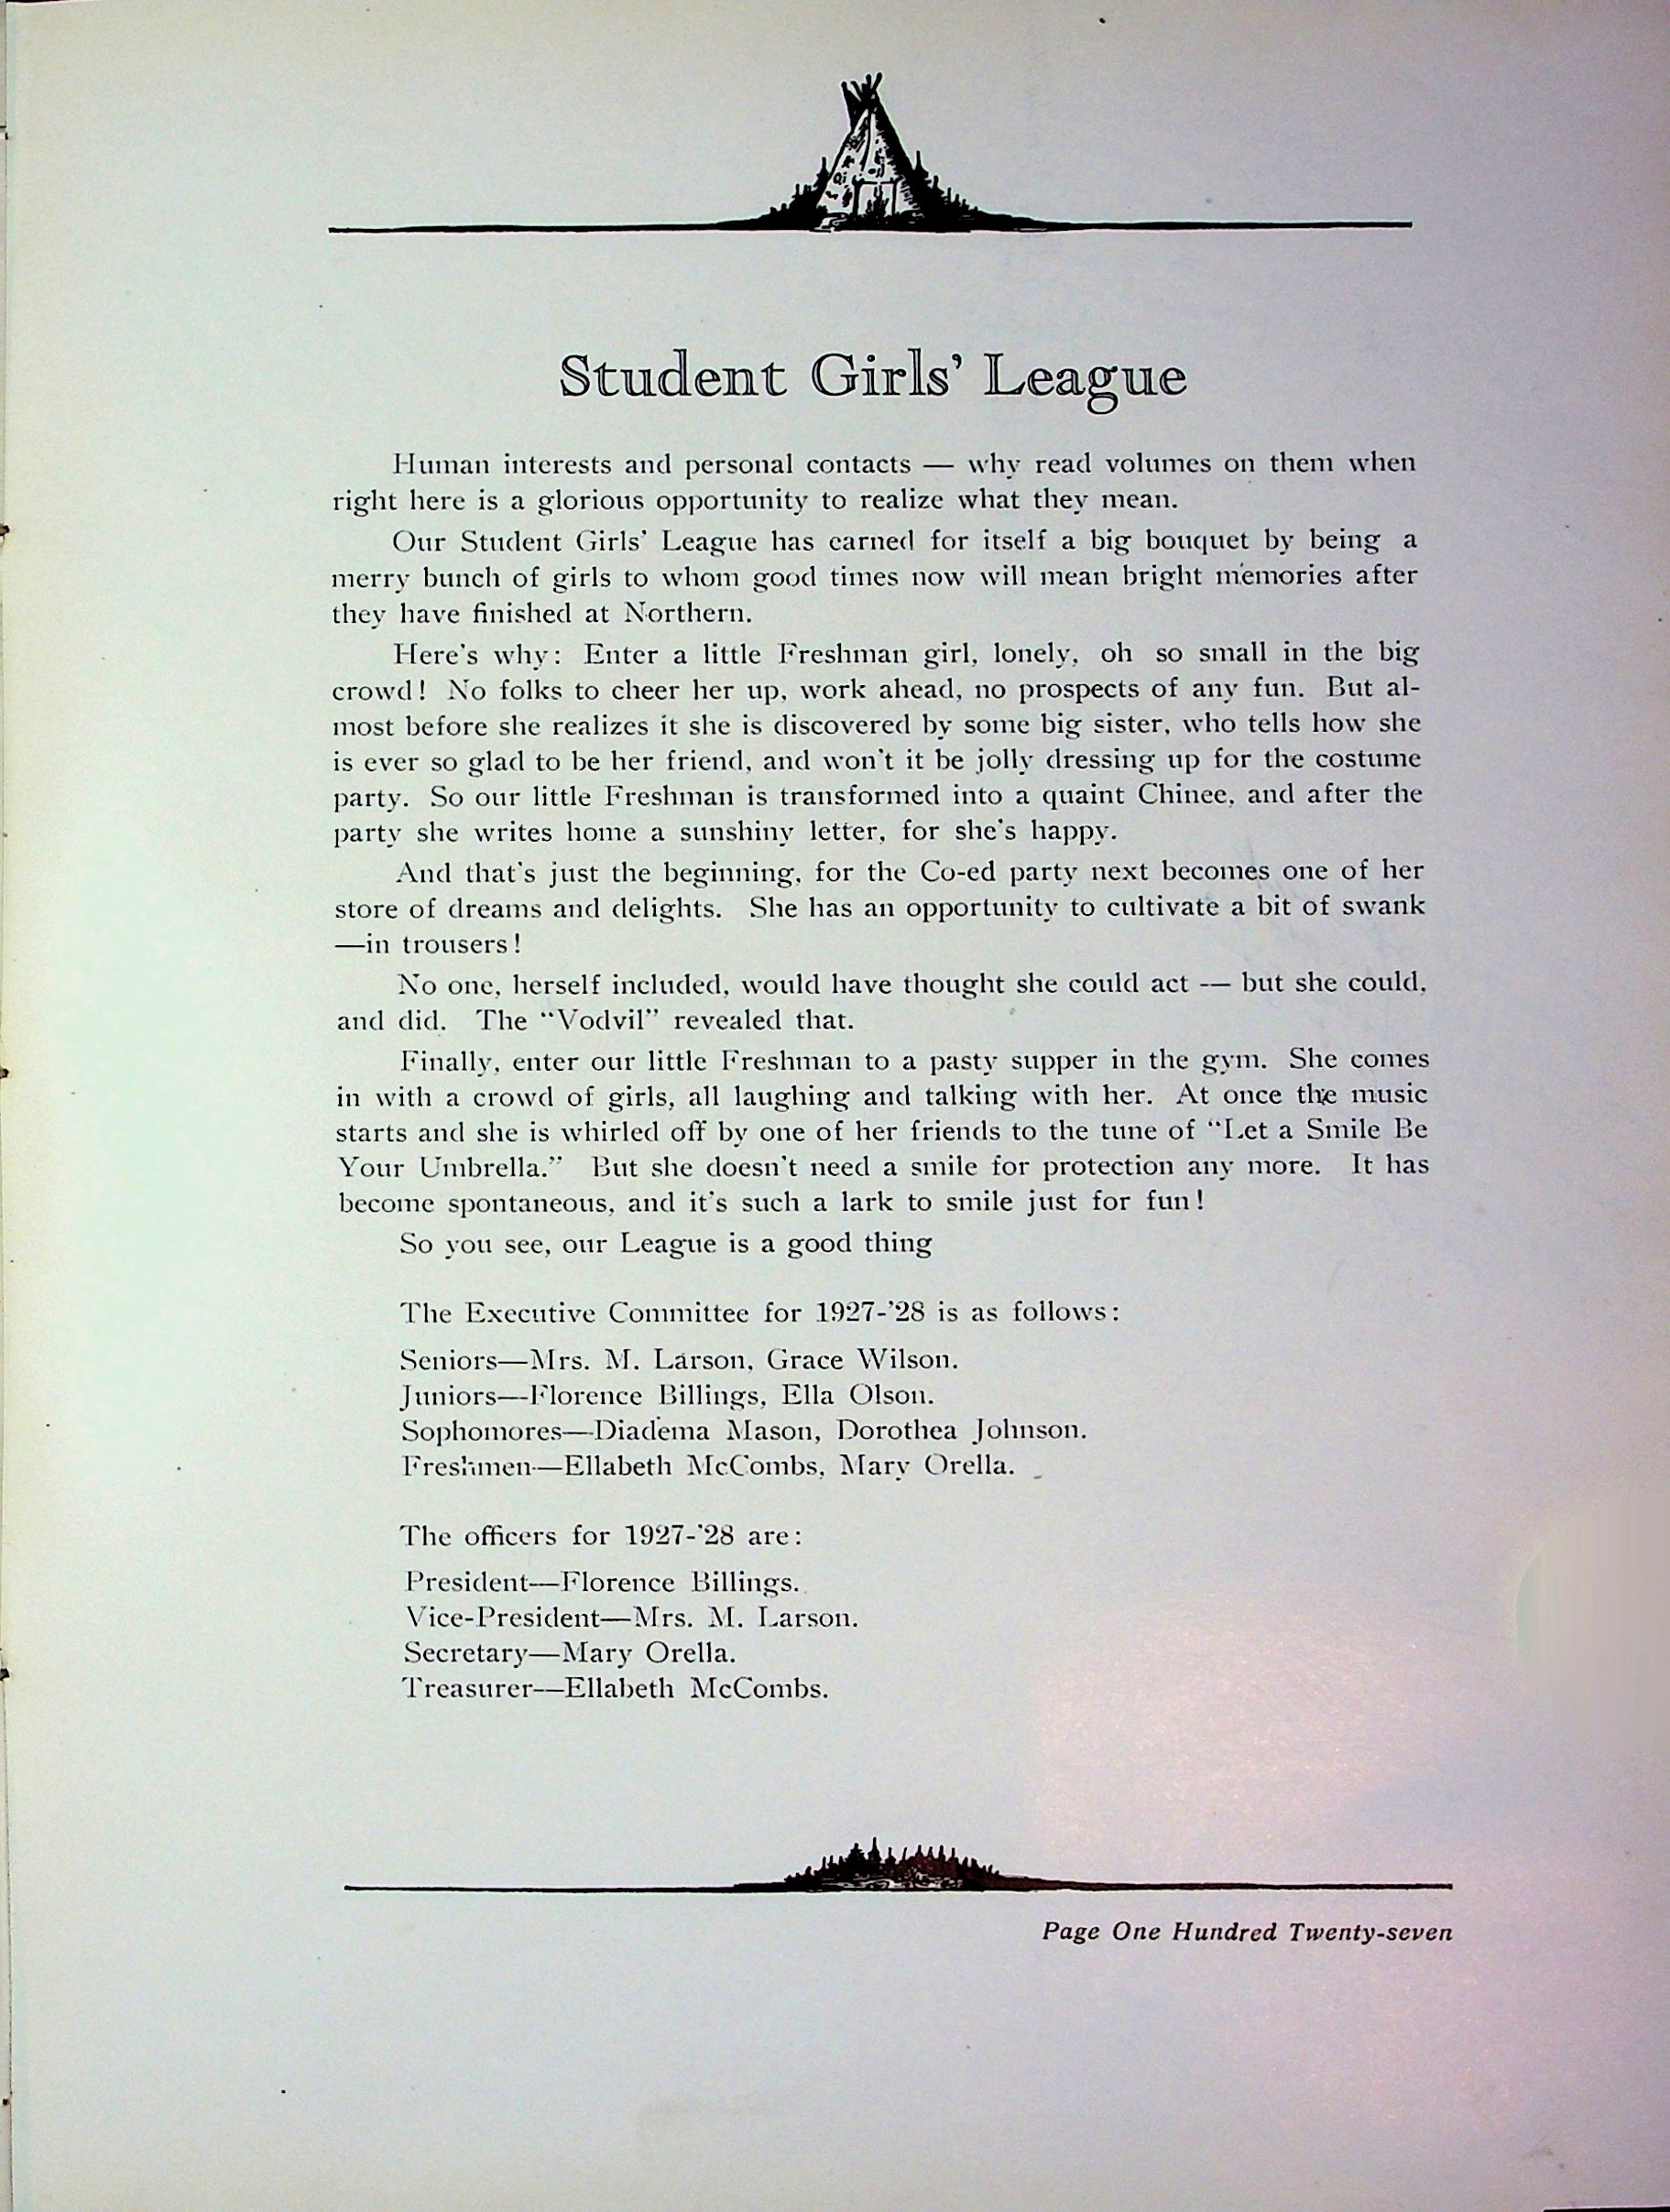 Student Girls' League
Human interests and personal contacts — why read volumes on them when
right here is a glorious opportunity to realize what they mean.
Our Student Girls' League has earned for itself a big bouquet by being a
merry bunch of girls to whom good times now will mean bright memories after
they have finished at Northern.
Here's why: Enter a little Freshman girl, lonely, oh so small in the big
crowd! No folks to cheer her up, work ahead, no prospects of any fun. But al-
most before she realizes it she is discovered by some big sister, who tells how she
is ever so glad to be her friend, and won't it be jolly dressing up for the costume
party. So our little Freshman is transformed into a quaint Chinee, and after the
party she writes home a sunshiny letter, for she's happy.
And that's just the beginning, for the Co-ed party next becomes one of her
store of dreams and delights. She has an opportunity to cultivate a bit of swank
—in trousers!
No one, herself included, would have thought she could act — but she could,
and did. The “Vodvil” revealed that.
Finally, enter our little Freshman to a pasty supper in the gym. She comes
in with a crowd of girls, all laughing and talking with her. At once the music
starts and she is whirled off by one of her friends to the tune of “Let a Smile Be
Your Umbrella.” But she doesn't need a smile for protection any more. It has
become spontaneous, and it's such a lark to smile just for fun!
So you see, our League is a good thing
The Executive Committee for 1927-'28 is as follows:
Seniors—Mrs. M. Larson, Grace Wilson.
Juniors—Florence Billings, Ella Olson.
Sophomores—Diadema Mason, Dorothea Johnson.
Freshmen—Ellabeth McCombs, Mary Orella.
The officers for 1927-'28 are:
President—Florence Billings.
Vice-President—Mrs. M. Larson.
Secretary—Mary Orella.
Treasurer—Ellabeth McCombs.
Page One Hundred Twenty-seven